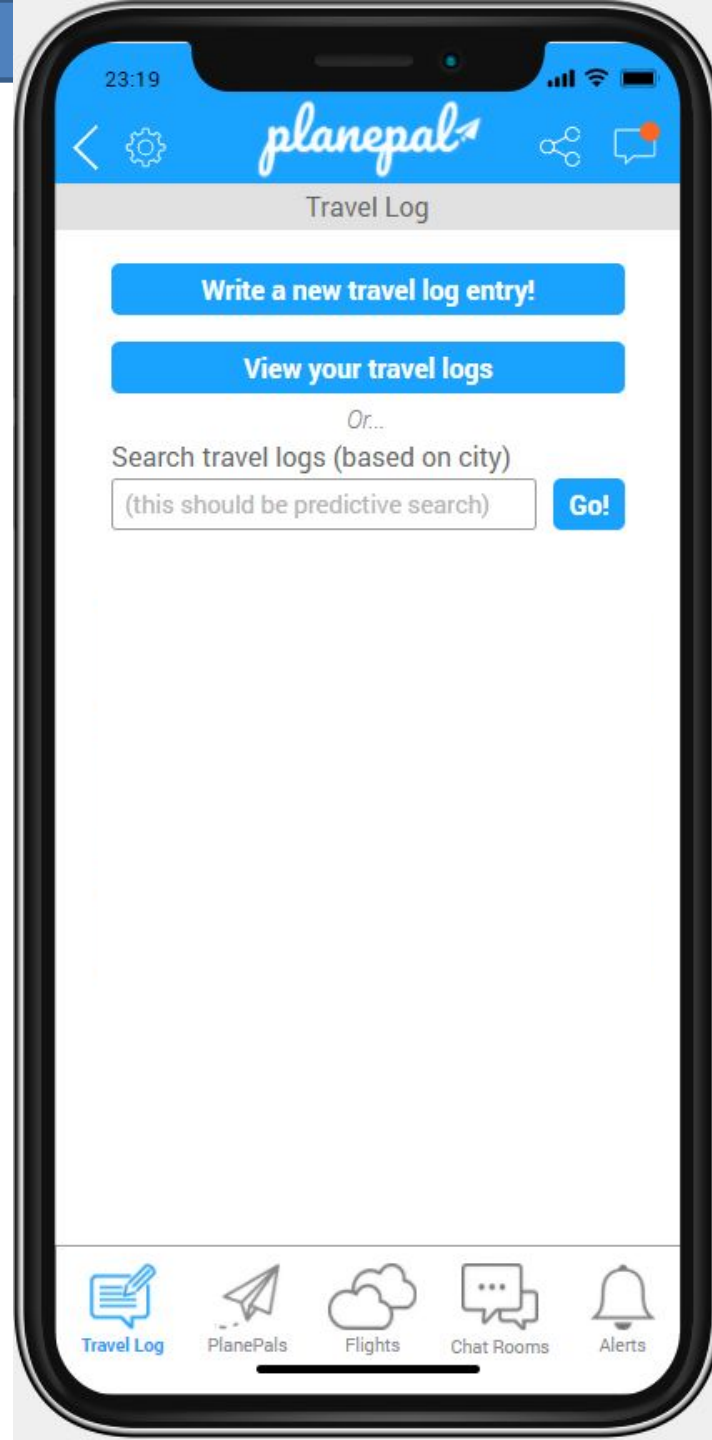 23:19
planepal
Travel Log
Write a new travel log entry!
View your travel logs
Or...
Search travel logs (based on city)
(this should be predictive search) Go!
Travel Log PlanePals Flights Chat Rooms Alerts